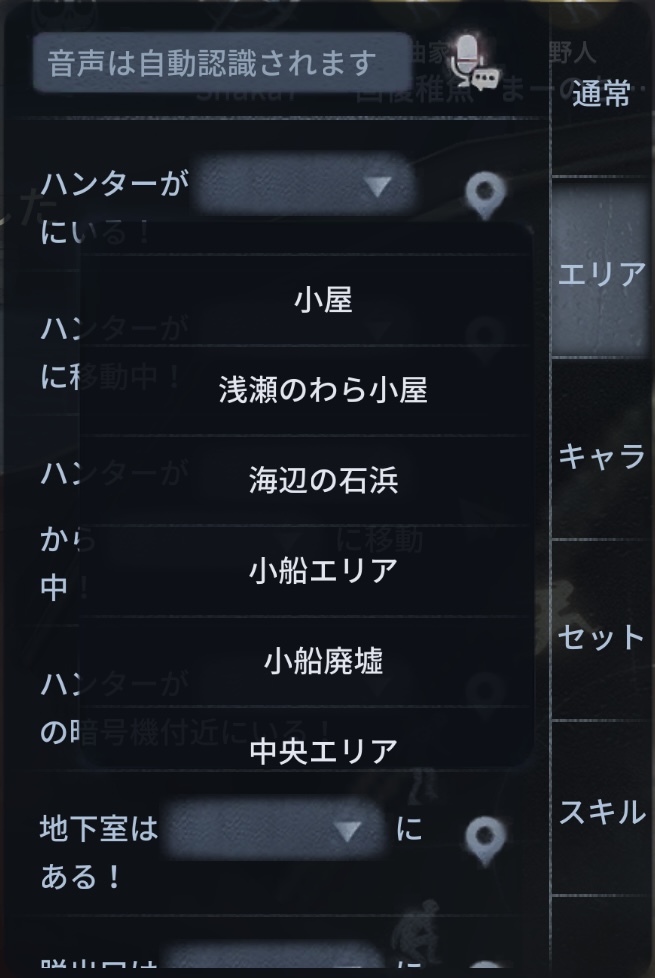 音声は自動認識されます
野人
通常
ハンターが
にいる！
エリア
小屋
ハンターが
に移動中！
浅瀬のわら小屋
キャラ
ハンターが
海辺の石浜
から
に移動
中！
小船エリア
セット
小船廃墟
ハンターが
の暗号機付近にいる！
中央エリア
スキル
地下室は
に
ある！
脱出口は
に